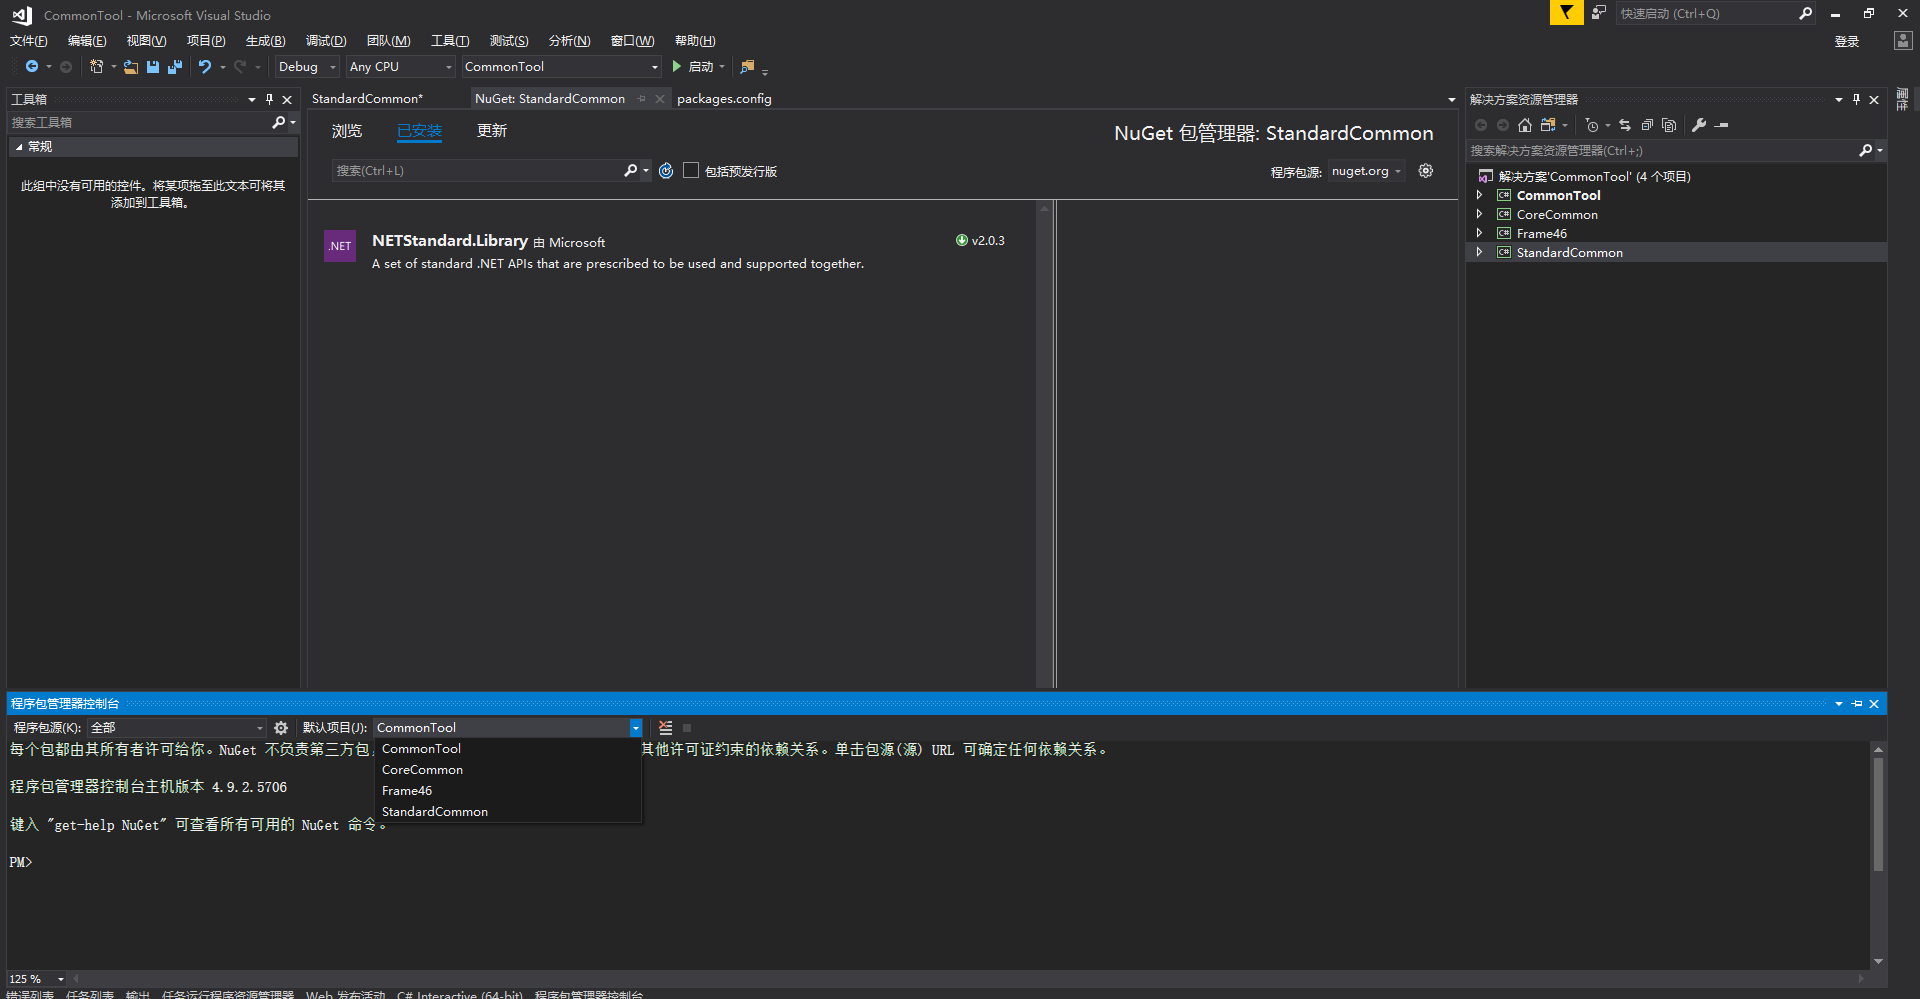 CommonTool - Microsoft Visual Studio
快速启动 (Ctrl+Q)
文件(F) 编辑(E) 视图(V) 项目(P) 生成(B) 调试(D) 团队(M) 工具(T) 测试(S) 分析(N) 窗口(W) 帮助(H)
登录
Debug Any CPU CommonTool 启动
工具箱
搜索工具箱
常规
此组中没有可用的控件。将某项拖至此文本可将其
添加到工具箱。
StandardCommon* NuGet: StandardCommon packages.config
浏览 已安装 更新
NuGet 包管理器: StandardCommon
搜索(Ctrl+L) 包括预发行版
程序包源: nuget.org
.NET
NETStandard.Library 由 Microsoft
v2.0.3
A set of standard .NET APIs that are prescribed to be used and supported together.
解决方案资源管理器
搜索解决方案资源管理器(Ctrl+;)
解决方案'CommonTool' (4 个项目)
C# CommonTool
C# CoreCommon
C# Frame46
C# StandardCommon
属性
程序包管理器控制台
程序包源(K): 全部 默认项目(J): CommonTool
CommonTool
CoreCommon
Frame46
StandardCommon
每个包都由其所有者许可给你。NuGet 不负责第三方包, 其他许可证约束的依赖关系。单击包源(源) URL 可确定任何依赖关系。
程序包管理器控制台主机版本 4.9.2.5706
键入 "get-help NuGet" 可查看所有可用的 NuGet 命令。
PM>
125 %
错误列表 任务列表 输出 任务运行程序资源管理器 Web 发布活动 C# Interactive (64-bit) 程序包管理器控制台